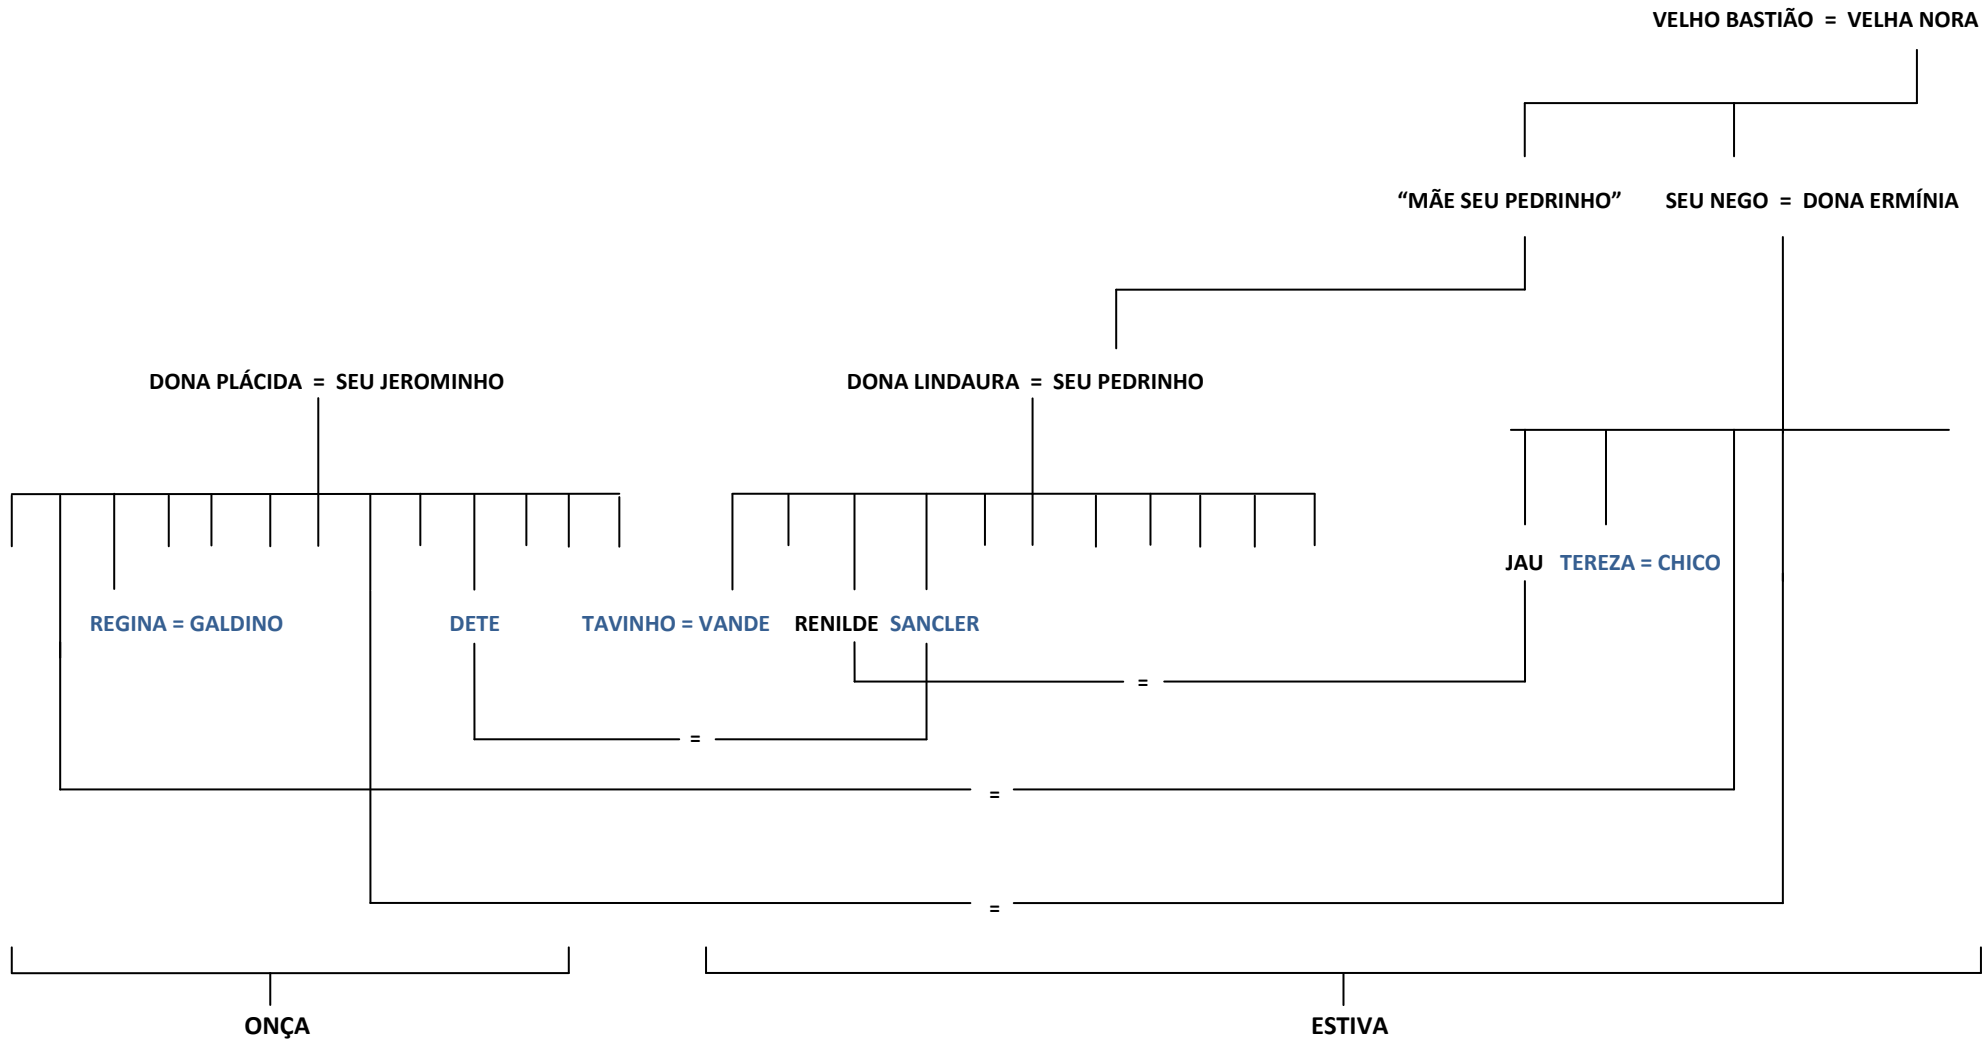 VELHO BASTIÃO = VELHA NORA
“MÃE SEU PEDRINHO” SEU NEGO = DONA ERMÍNIA
DONA PLÁCIDA = SEU JEROMINHO DONA LINDAURA = SEU PEDRINHO
JAU TEREZA = CHICO
REGINA = GALDINO DETE TAVINHO = VANDE RENILDE SANCLER
=
=
=
=
ONÇA ESTIVA